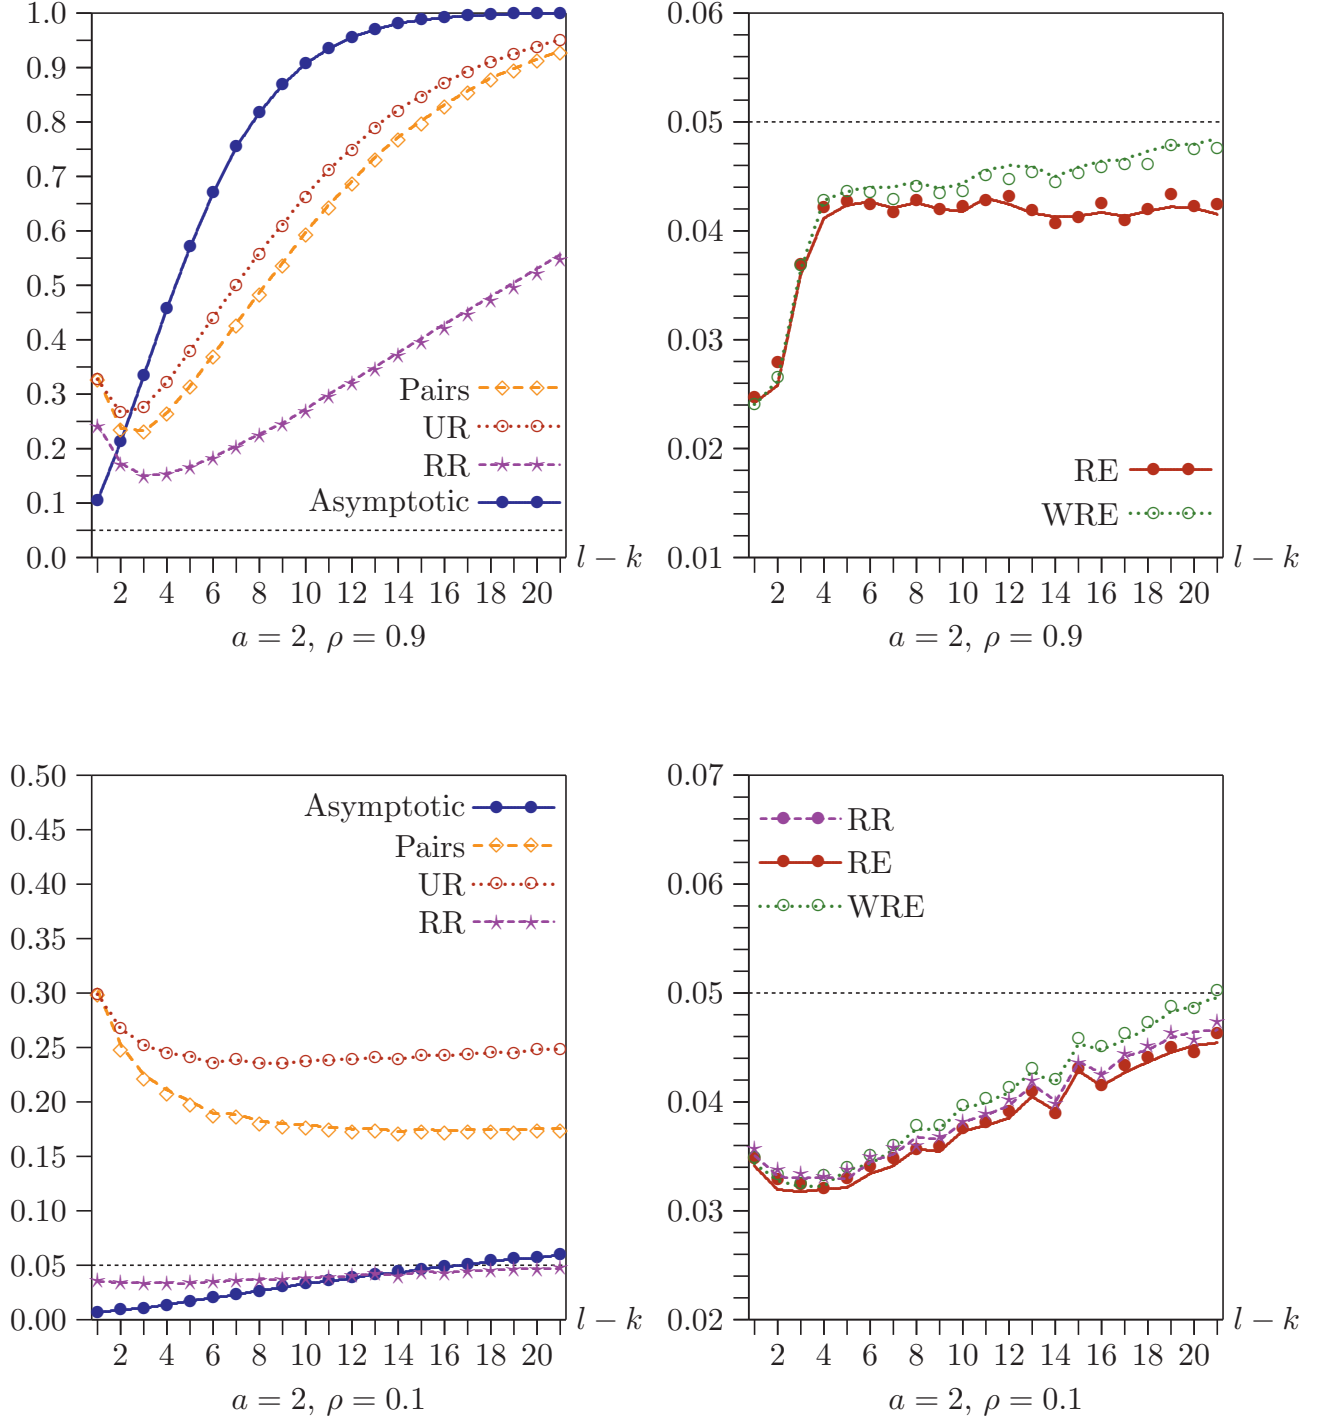 1.0
0.9
0.8
0.7
0.6
0.5
0.4
0.3
0.2
0.1
0.0
Pairs
UR
RR
Asymptotic
l − k
2 4 6 8 10 12 14 16 18 20
a = 2, ρ = 0.9
0.06
0.05
0.04
0.03
0.02
0.01
RE
WRE
l − k
2 4 6 8 10 12 14 16 18 20
a = 2, ρ = 0.9
0.50
0.45
0.40
0.35
0.30
0.25
0.20
0.15
0.10
0.05
0.00
Asymptotic
Pairs
UR
RR
l − k
2 4 6 8 10 12 14 16 18 20
a = 2, ρ = 0.1
0.07
0.06
0.05
0.04
0.03
0.02
RR
RE
WRE
l − k
2 4 6 8 10 12 14 16 18 20
a = 2, ρ = 0.1